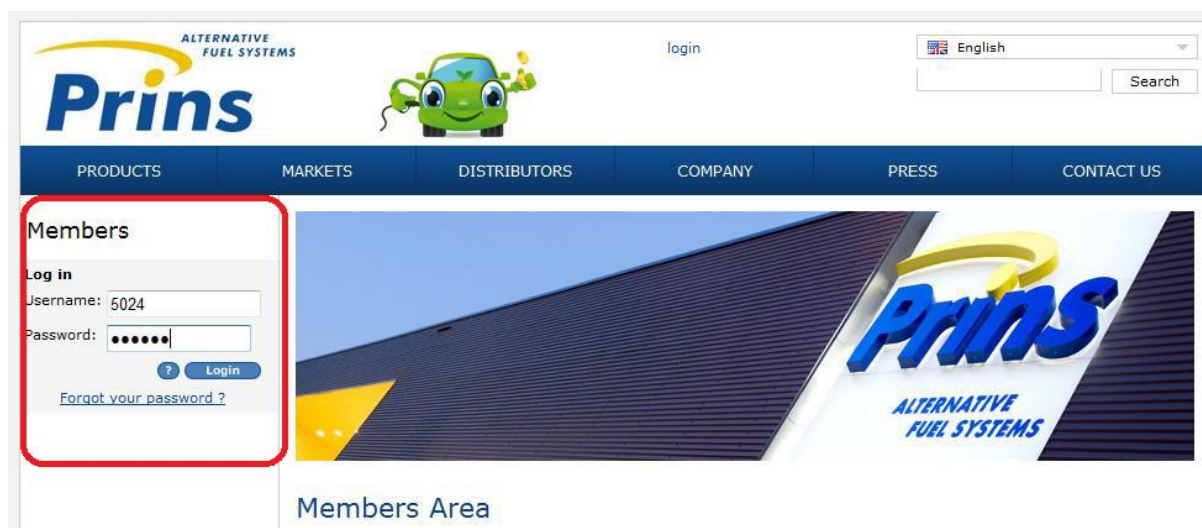 ALTERNATIVE
FUEL SYSTEMS
Prins
login
English
Search
PRODUCTS MARKETS DISTRIBUTORS COMPANY PRESS CONTACT US
Members
Log in
Username: 5024
Password: ••••••
? Login
Forgot your password ?
Prins
ALTERNATIVE
FUEL SYSTEMS
Members Area